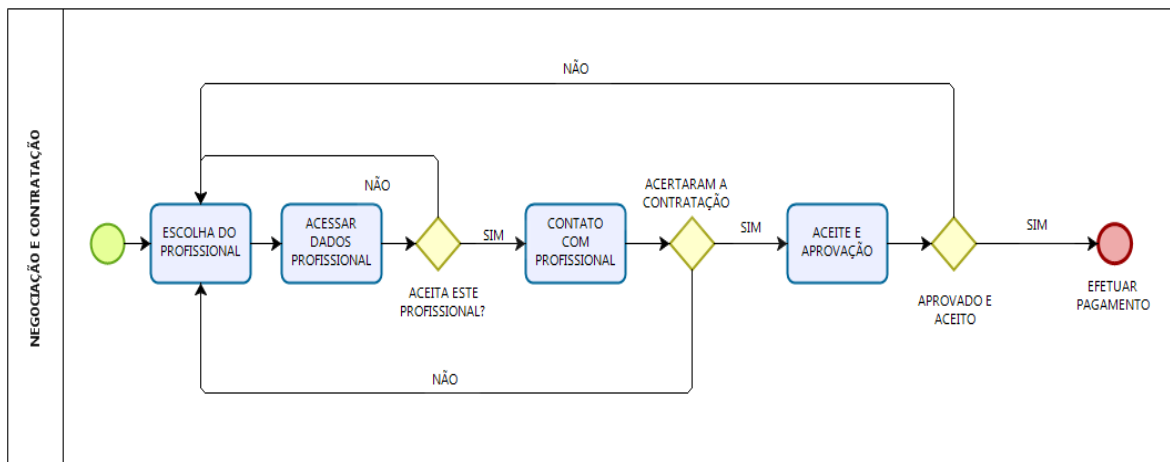 NEGOCIAÇÃO E CONTRATAÇÃO
NÃO
NÃO
ACERTARAM A
CONTRATAÇÃO
ESCOLHA DO
PROFISSIONAL
ACESSAR
DADOS
PROFISSIONAL
SIM
CONTATO
COM
PROFISSIONAL
SIM
ACEITE E
APROVAÇÃO
SIM
ACEITA ESTE
PROFISSIONAL?
APROVADO E
ACEITO
EFETUAR
PAGAMENTO
NÃO